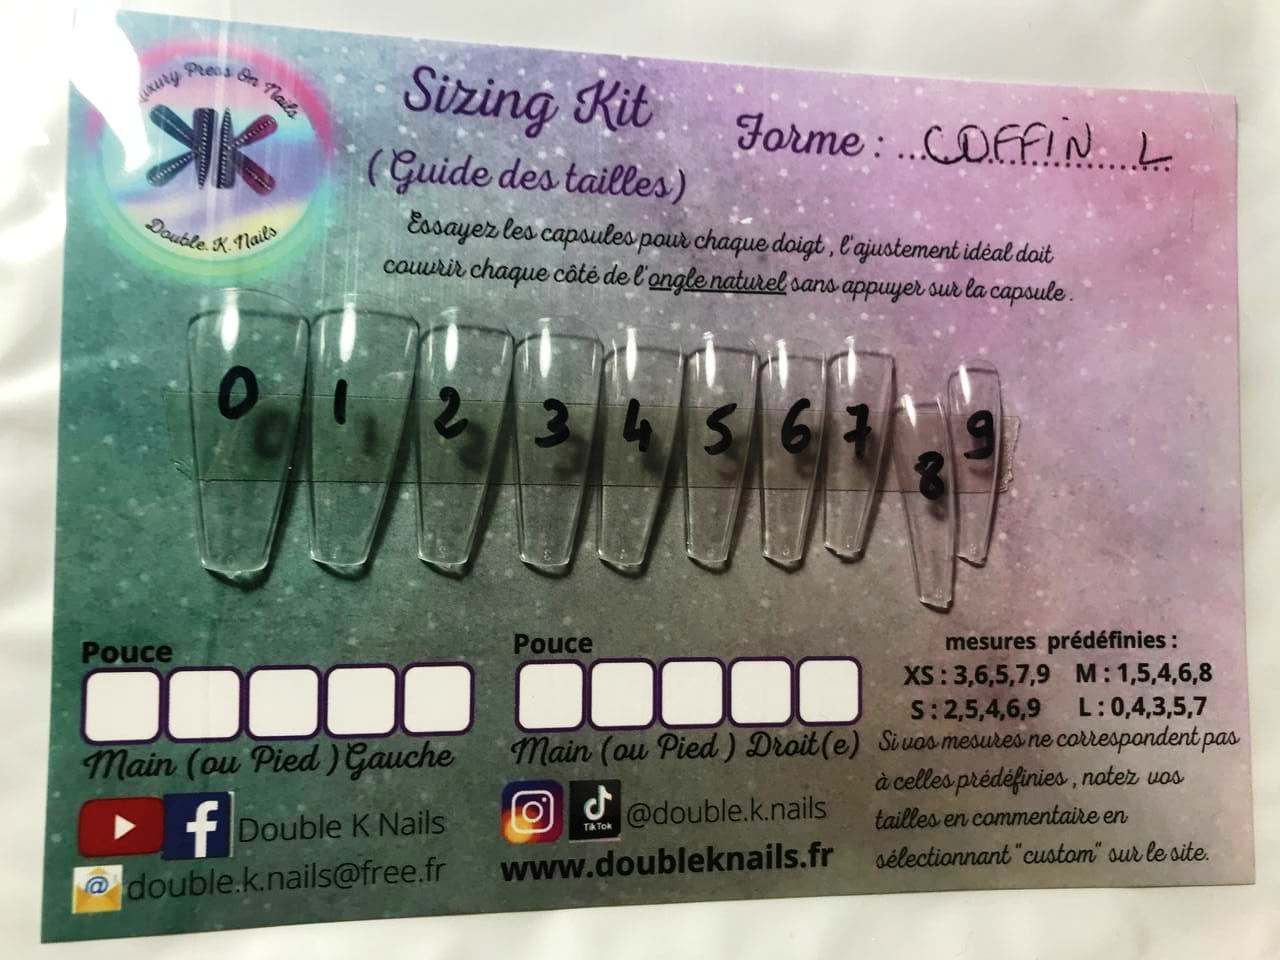 Luxury Press On Nails
Double.K.Nails
Sizing Kit
(Guide des tailles)
Forme : ...COFFIN L
Essayez les capsules pour chaque doigt, l'ajustement idéal doit
couvrir chaque côté de l'ongle naturel sans appuyer sur la capsule.
0 1 2 3 4 5 6 7 8 9
Pouce
Main (ou Pied) Gauche
Pouce
Main (ou Pied) Droit(e)
mesures prédéfinies :
XS : 3,6,5,7,9 M : 1,5,4,6,8
S : 2,5,4,6,9 L : 0,4,3,5,7
Si vos mesures ne correspondent pas
à celles prédéfinies, notez vos
tailles en commentaire en
sélectionnant "custom" sur le site.
f Double K Nails
@ double.k.nails@free.fr
TikTok @double.k.nails
www.doubleknails.fr